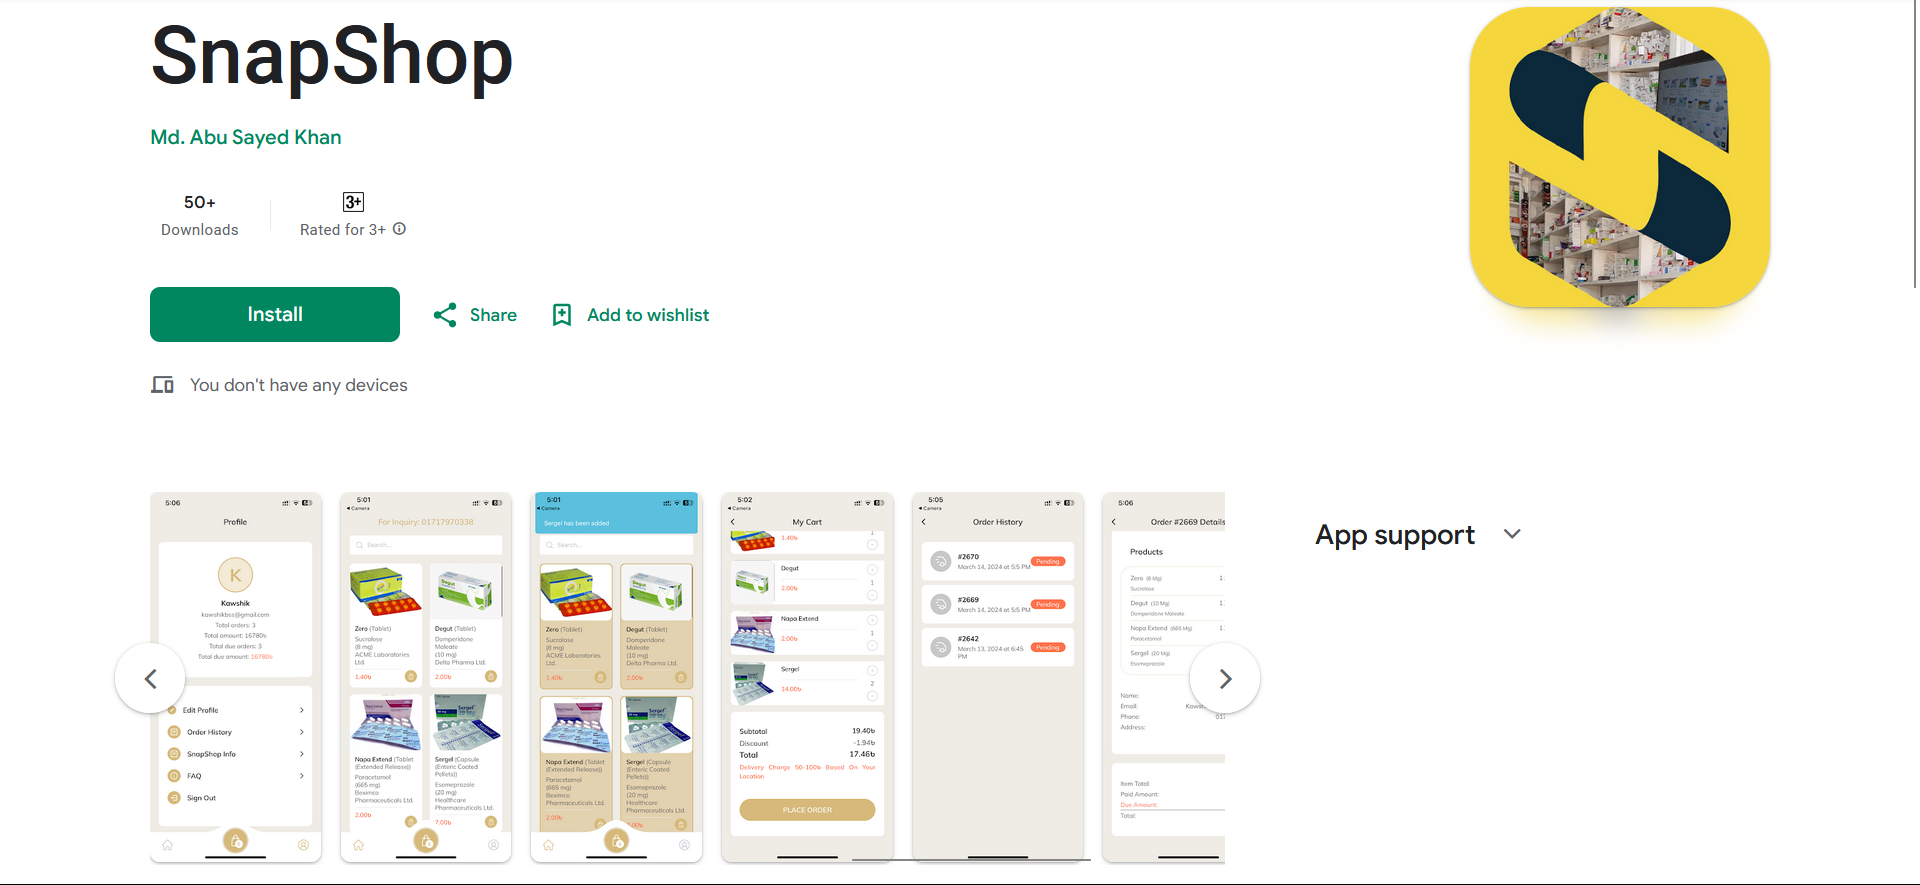 SnapShop
Md. Abu Sayed Khan
50+
Downloads
3+
Rated for 3+
Install
Share
Add to wishlist
You don't have any devices
5:06
Profile
K
Kawshik
kawshikbss@gmail.com
Total orders: 3
Total amount: 16780৳
Total due orders: 3
Total due amount: 16780৳
Edit Profile
Order History
SnapShop Info
FAQ
Sign Out
5:01
Camera
For Inquiry: 01717970338
Search...
Zero (Tablet)
Sucralose
(8 mg)
ACME Laboratories
Ltd.
1.40৳
Degut (Tablet)
Domperidone
Maleate
(10 mg)
Delta Pharma Ltd.
2.00৳
Napa Extend (Tablet
(Extended Release))
Paracetamol
(665 mg)
Beximco
Pharmaceuticals Ltd.
2.00৳
Sergel (Capsule
(Enteric Coated
Pellets))
Esomeprazole
(20 mg)
Healthcare
Pharmaceuticals Ltd.
7.00৳
5:01
Camera
Sergel has been added
Search...
Zero (Tablet)
Sucralose
(8 mg)
ACME Laboratories
Ltd.
1.40৳
Degut (Tablet)
Domperidone
Maleate
(10 mg)
Delta Pharma Ltd.
2.00৳
Napa Extend (Tablet
(Extended Release))
Paracetamol
(665 mg)
Beximco
Pharmaceuticals Ltd.
2.00৳
Sergel (Capsule
(Enteric Coated
Pellets))
Esomeprazole
(20 mg)
Healthcare
Pharmaceuticals Ltd.
5:02
Camera
My Cart
1.40৳
1
Degut
2.00৳
1
Napa Extend
2.00৳
1
Sergel
14.00৳
2
Subtotal 19.40৳
Discount -1.94৳
Total 17.46৳
Delivery Charge 50-100৳ Based On Your
Location
PLACE ORDER
5:05
Camera
Order History
#2670
March 14, 2024 at 5:5 PM
Pending
#2669
March 14, 2024 at 5:5 PM
Pending
#2642
March 13, 2024 at 6:45
PM
Pending
5:06
Order #2669 Details
Products
Zero (8 Mg)
Sucralose
Degut (10 Mg)
Domperidone Maleate
Napa Extend (665 Mg)
Paracetamol
Sergel (20 Mg)
Esomeprazole
Name:
Email:
Phone:
Address:
Item Total:
Paid Amount:
Due Amount:
Total:
App support